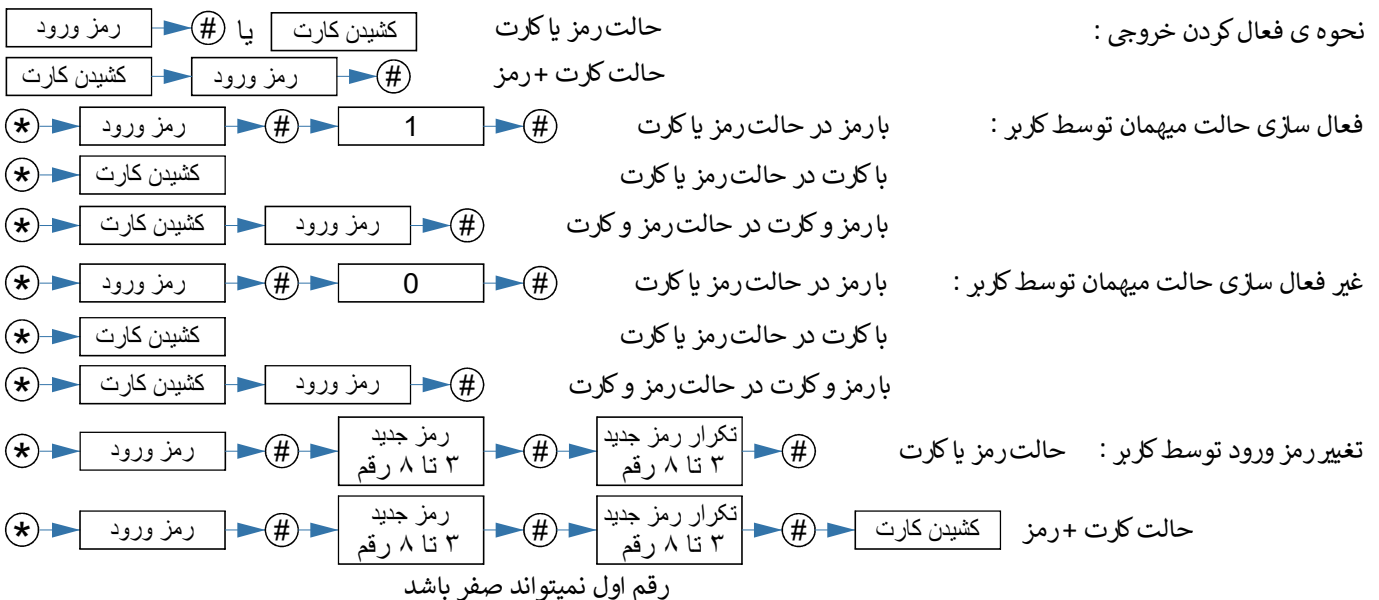 نحوه ی فعال کردن خروجی : حالت رمز یا کارت کشیدن کارت یا # رمز ورود
حالت کارت + رمز کشیدن کارت رمز ورود #
فعال سازی حالت میهمان توسط کاربر : با رمز در حالت رمز یا کارت * رمز ورود # 1 #
با کارت در حالت رمز یا کارت * کشیدن کارت
با رمز و کارت در حالت رمز و کارت * کشیدن کارت رمز ورود #
غیر فعال سازی حالت میهمان توسط کاربر : با رمز در حالت رمز یا کارت * رمز ورود # 0 #
با کارت در حالت رمز یا کارت * کشیدن کارت
با رمز و کارت در حالت رمز و کارت * کشیدن کارت رمز ورود #
تغییر رمز ورود توسط کاربر : حالت رمز یا کارت * رمز ورود # رمز جدید ۳ تا ۸ رقم # تکرار رمز جدید ۳ تا ۸ رقم #
حالت کارت + رمز * رمز ورود # رمز جدید ۳ تا ۸ رقم # تکرار رمز جدید ۳ تا ۸ رقم # کشیدن کارت
رقم اول نمیتواند صفر باشد